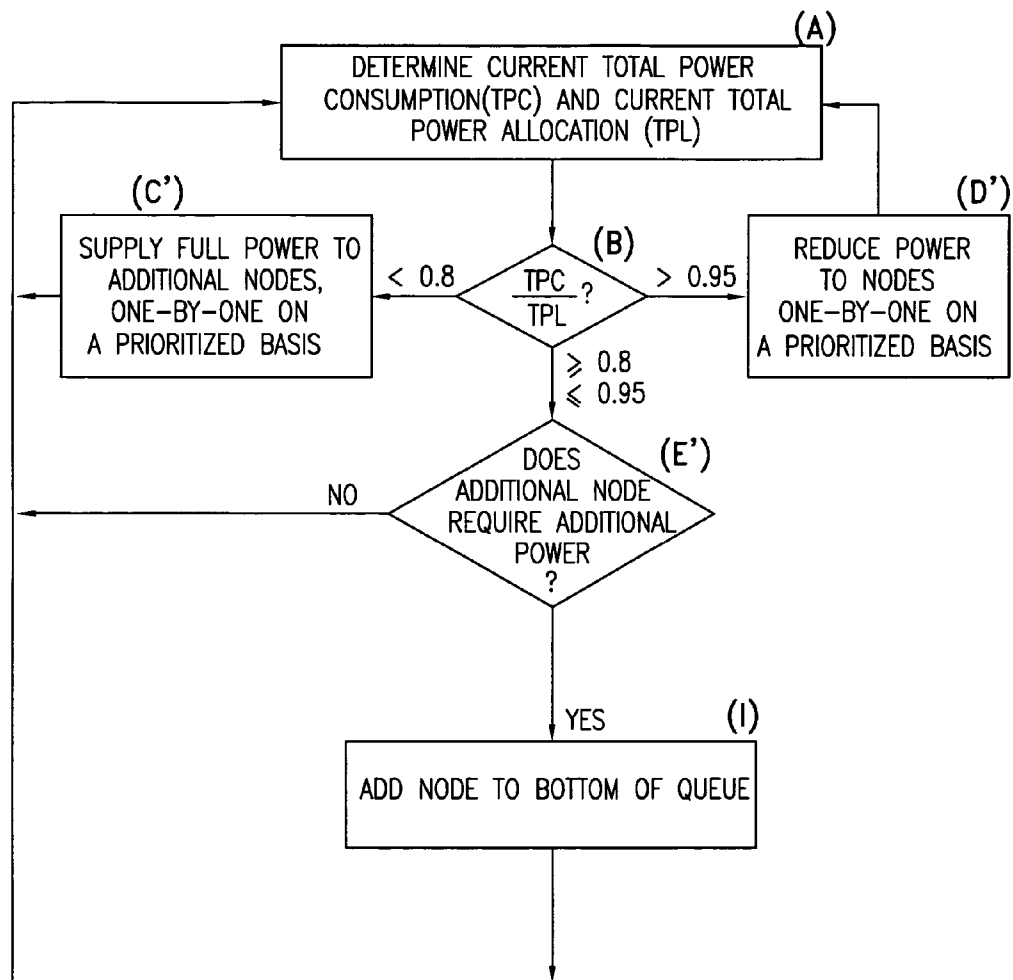 (A)
DETERMINE CURRENT TOTAL POWER
CONSUMPTION(TPC) AND CURRENT TOTAL
POWER ALLOCATION (TPL)
(C')
SUPPLY FULL POWER TO
ADDITIONAL NODES,
ONE-BY-ONE ON
A PRIORITIZED BASIS
< 0.8
(B)
TPC
TPL
?
> 0.95
(D')
REDUCE POWER
TO NODES
ONE-BY-ONE ON
A PRIORITIZED BASIS
⩾ 0.8
⩽ 0.95
(E')
DOES
ADDITIONAL NODE
REQUIRE ADDITIONAL
POWER
?
NO
YES
(I)
ADD NODE TO BOTTOM OF QUEUE